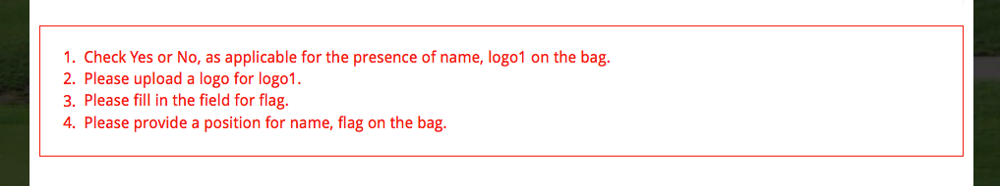 1. Check Yes or No, as applicable for the presence of name, logo1 on the bag.
2. Please upload a logo for logo1.
3. Please fill in the field for flag.
4. Please provide a position for name, flag on the bag.